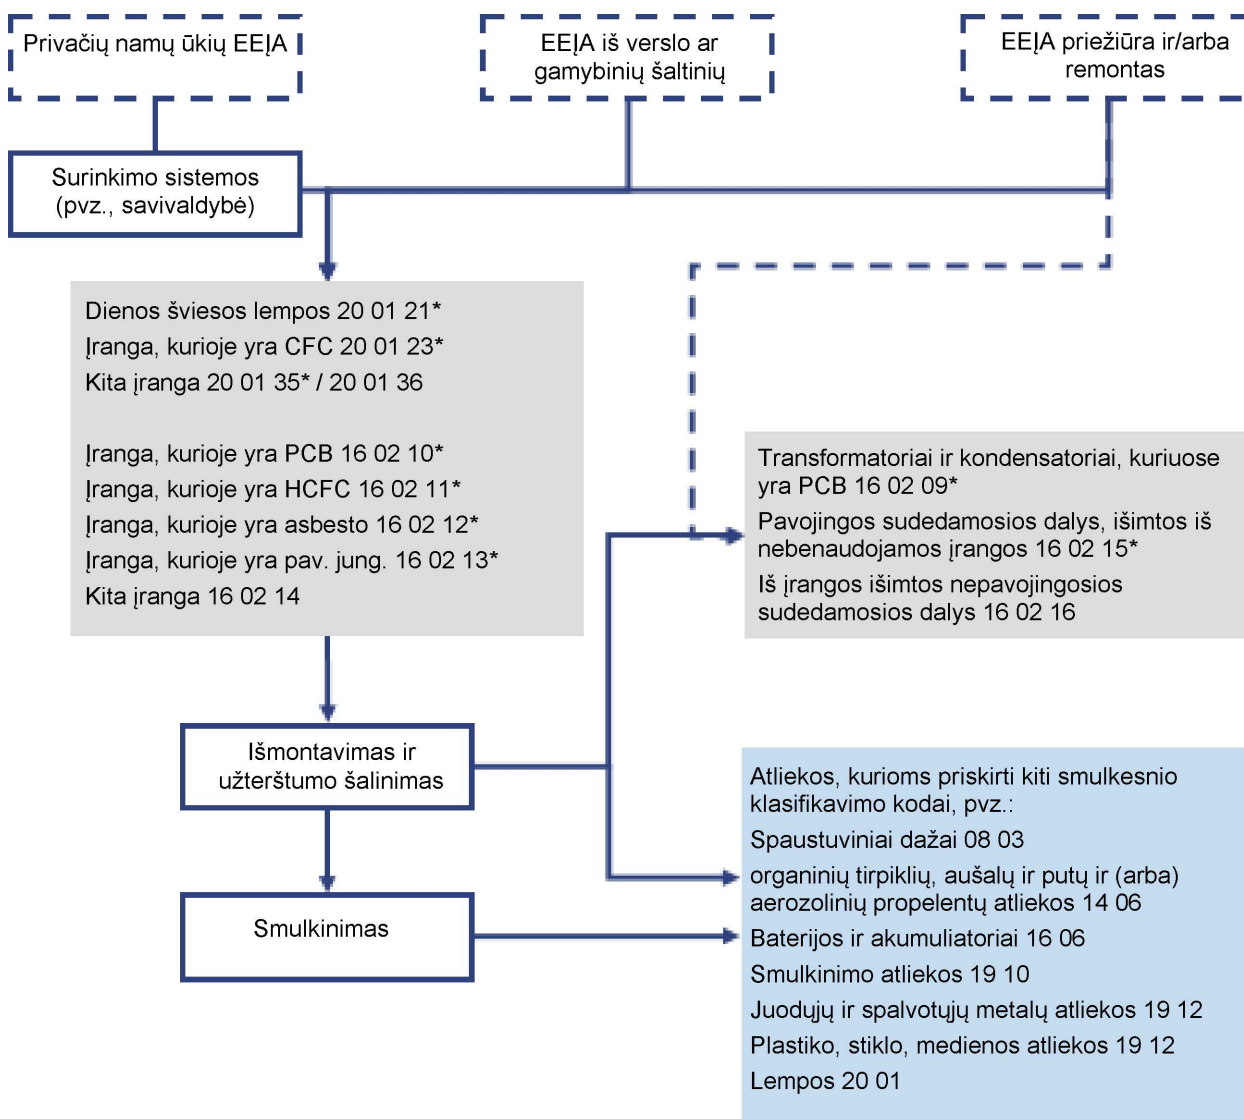 Privačių namų ūkių EEĮA
EEĮA iš verslo ar
gamybinių šaltinių
EEĮA priežiūra ir/arba
remontas
Surinkimo sistemos
(pvz., savivaldybė)
Dienos šviesos lempos 20 01 21*
Įranga, kurioje yra CFC 20 01 23*
Kita įranga 20 01 35* / 20 01 36
Įranga, kurioje yra PCB 16 02 10*
Įranga, kurioje yra HCFC 16 02 11*
Įranga, kurioje yra asbesto 16 02 12*
Įranga, kurioje yra pav. jung. 16 02 13*
Kita įranga 16 02 14
Transformatoriai ir kondensatoriai, kuriuose
yra PCB 16 02 09*
Pavojingos sudedamosios dalys, išimtos iš
nebenaudojamos įrangos 16 02 15*
Iš įrangos išimtos nepavojingosios
sudedamosios dalys 16 02 16
Išmontavimas ir
užterštumo šalinimas
Smulkinimas
Atliekos, kurioms priskirti kiti smulkesnio
klasifikavimo kodai, pvz.:
Spaustuviniai dažai 08 03
organinių tirpiklių, aušalų ir putų ir (arba)
aerozolinių propelentų atliekos 14 06
Baterijos ir akumuliatoriai 16 06
Smulkinimo atliekos 19 10
Juodųjų ir spalvotųjų metalų atliekos 19 12
Plastiko, stiklo, medienos atliekos 19 12
Lempos 20 01